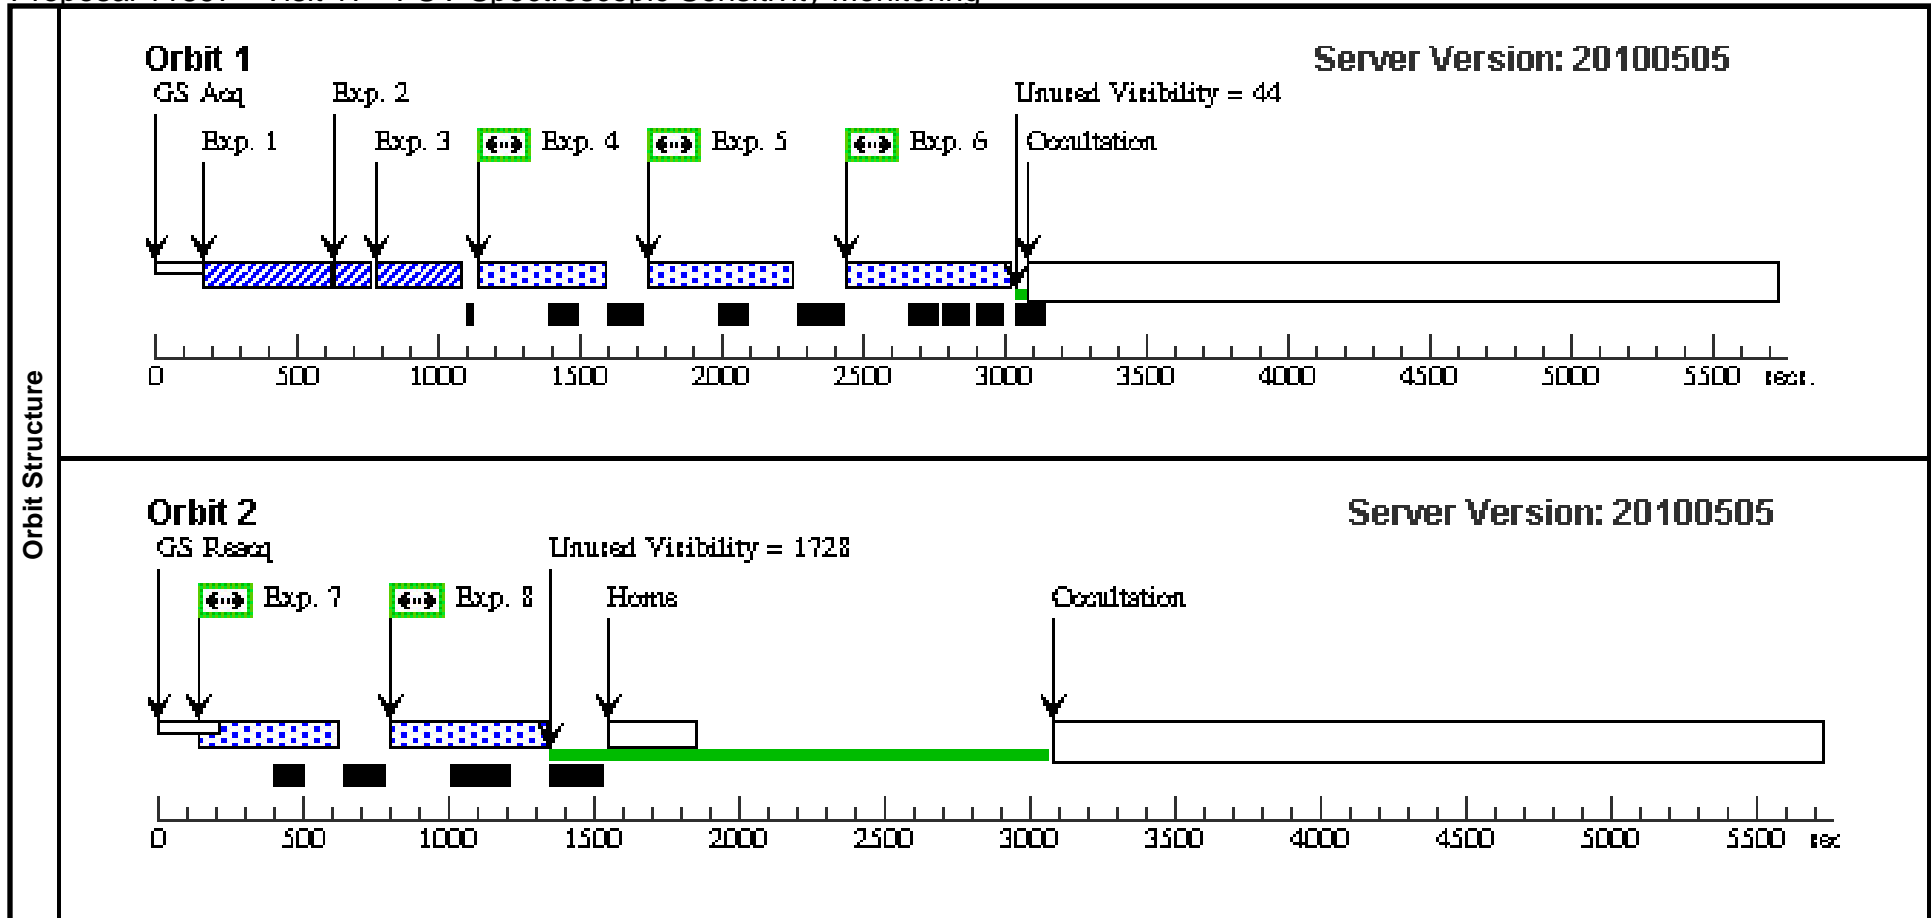 Orbit Structure
Orbit 1
Server Version: 20100505
GS Acq
Exp. 2
Unused Visibility = 44
Exp. 1
Exp. 3
Exp. 4
Exp. 5
Exp. 6
Occultation
0 500 1000 1500 2000 2500 3000 3500 4000 4500 5000 5500 secs.
Orbit 2
Server Version: 20100505
GS Reacq
Unused Visibility = 1728
Exp. 7
Exp. 8
Home
Occultation
0 500 1000 1500 2000 2500 3000 3500 4000 4500 5000 5500 sec